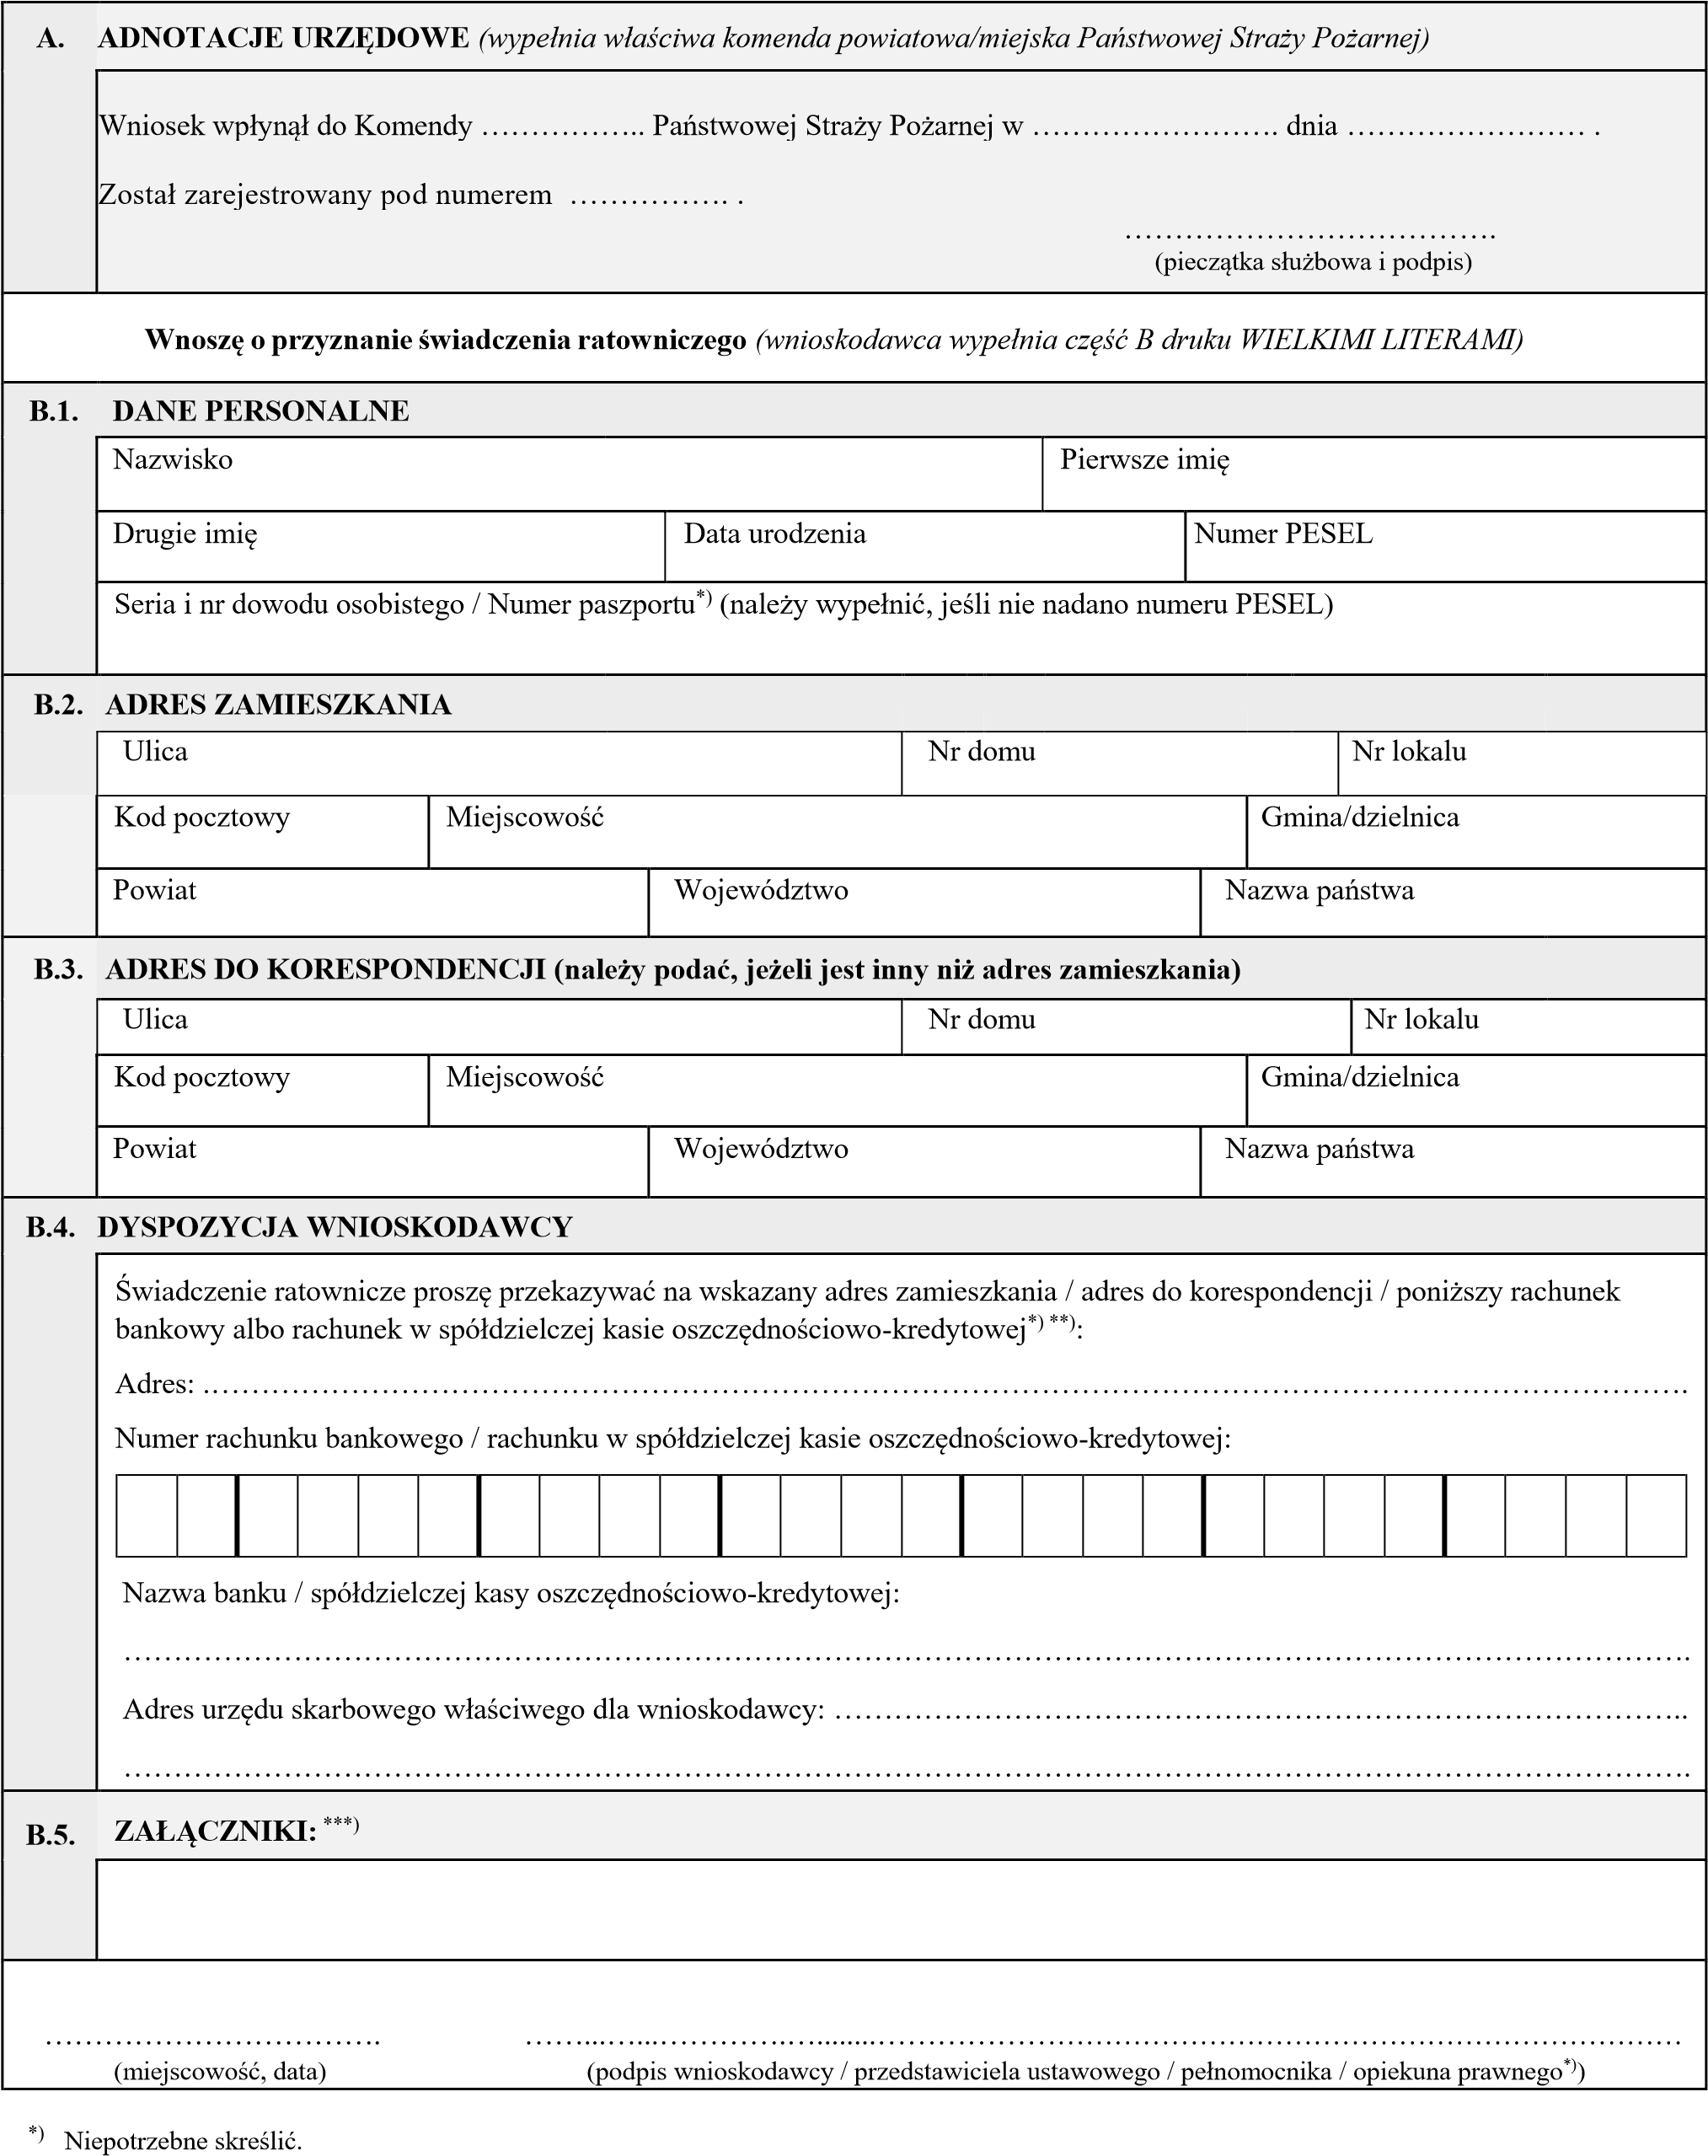 A. ADNOTACJE URZĘDOWE (wypełnia właściwa komenda powiatowa/miejska Państwowej Straży Pożarnej)
Wniosek wpłynął do Komendy …………….. Państwowej Straży Pożarnej w ……………………. dnia …………………… .
Został zarejestrowany pod numerem ……………. .
……………………………….
(pieczątka służbowa i podpis)
Wnoszę o przyznanie świadczenia ratowniczego (wnioskodawca wypełnia część B druku WIELKIMI LITERAMI)
B.1. DANE PERSONALNE
Nazwisko Pierwsze imię
Drugie imię Data urodzenia Numer PESEL
Seria i nr dowodu osobistego / Numer paszportu*) (należy wypełnić, jeśli nie nadano numeru PESEL)
B.2. ADRES ZAMIESZKANIA
Ulica Nr domu Nr lokalu
Kod pocztowy Miejscowość Gmina/dzielnica
Powiat Województwo Nazwa państwa
B.3. ADRES DO KORESPONDENCJI (należy podać, jeżeli jest inny niż adres zamieszkania)
Ulica Nr domu Nr lokalu
Kod pocztowy Miejscowość Gmina/dzielnica
Powiat Województwo Nazwa państwa
B.4. DYSPOZYCJA WNIOSKODAWCY
Świadczenie ratownicze proszę przekazywać na wskazany adres zamieszkania / adres do korespondencji / poniższy rachunek
bankowy albo rachunek w spółdzielczej kasie oszczędnościowo-kredytowej*) **):
Adres: ……………………………………………………………………………………………………………………………….
Numer rachunku bankowego / rachunku w spółdzielczej kasie oszczędnościowo-kredytowej:
Nazwa banku / spółdzielczej kasy oszczędnościowo-kredytowej:
……………………………………………………………………………………………………………………………………….
Adres urzędu skarbowego właściwego dla wnioskodawcy: ………………………………………………………………………..
……………………………………………………………………………………………………………………………………….
B.5. ZAŁĄCZNIKI: ***)
……………………………. ……...…...………….…........……………………………………………………………………
(miejscowość, data) (podpis wnioskodawcy / przedstawiciela ustawowego / pełnomocnika / opiekuna prawnego*))
*) Niepotrzebne skreślić.